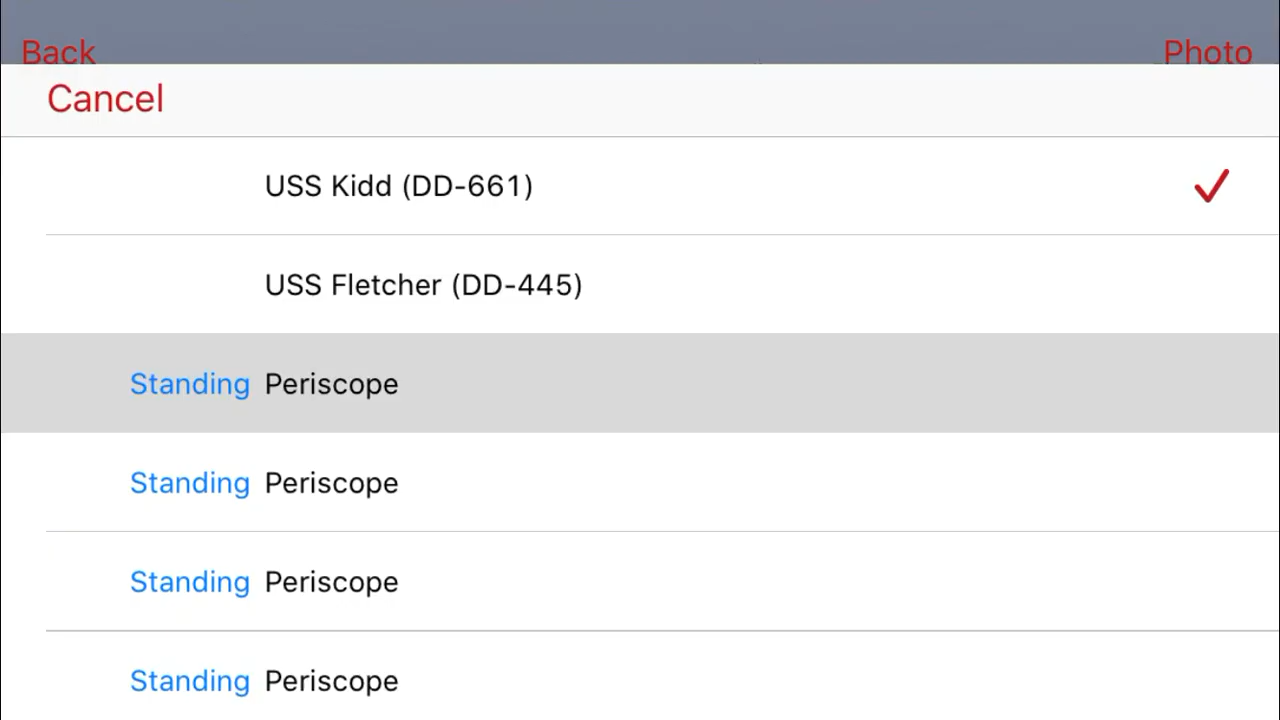 Back Photo
Cancel
USS Kidd (DD-661)
USS Fletcher (DD-445)
Standing Periscope
Standing Periscope
Standing Periscope
Standing Periscope